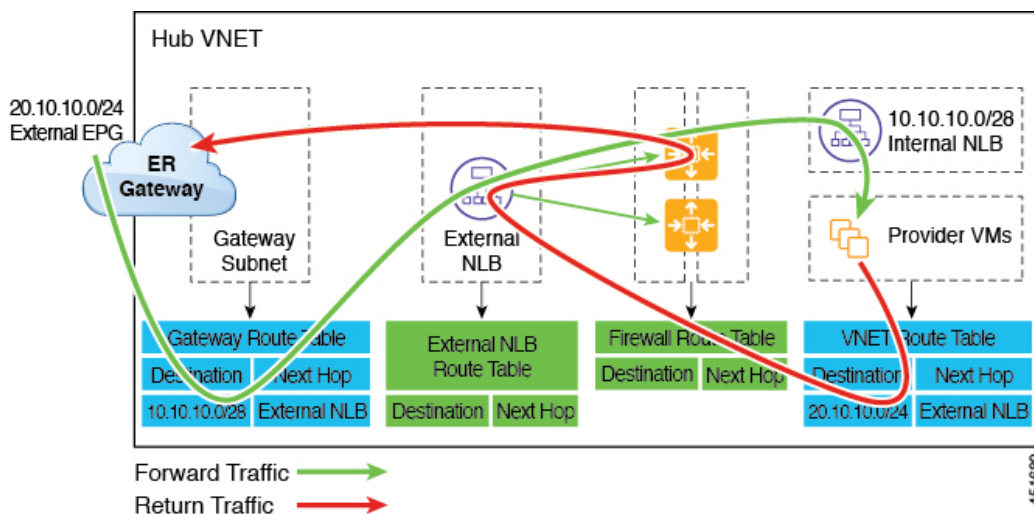 Hub VNET
20.10.10.0/24
External EPG
ER
Gateway
Gateway
Subnet
External
NLB
10.10.10.0/28
Internal NLB
Provider VMs
Gateway Route Table
Destination
Next Hop
10.10.10.0/28
External NLB
External NLB
Route Table
Destination
Next Hop
Firewall Route Table
Destination
Next Hop
VNET Route Table
Destination
Next Hop
20.10.10.0/24
External NLB
Forward Traffic
Return Traffic